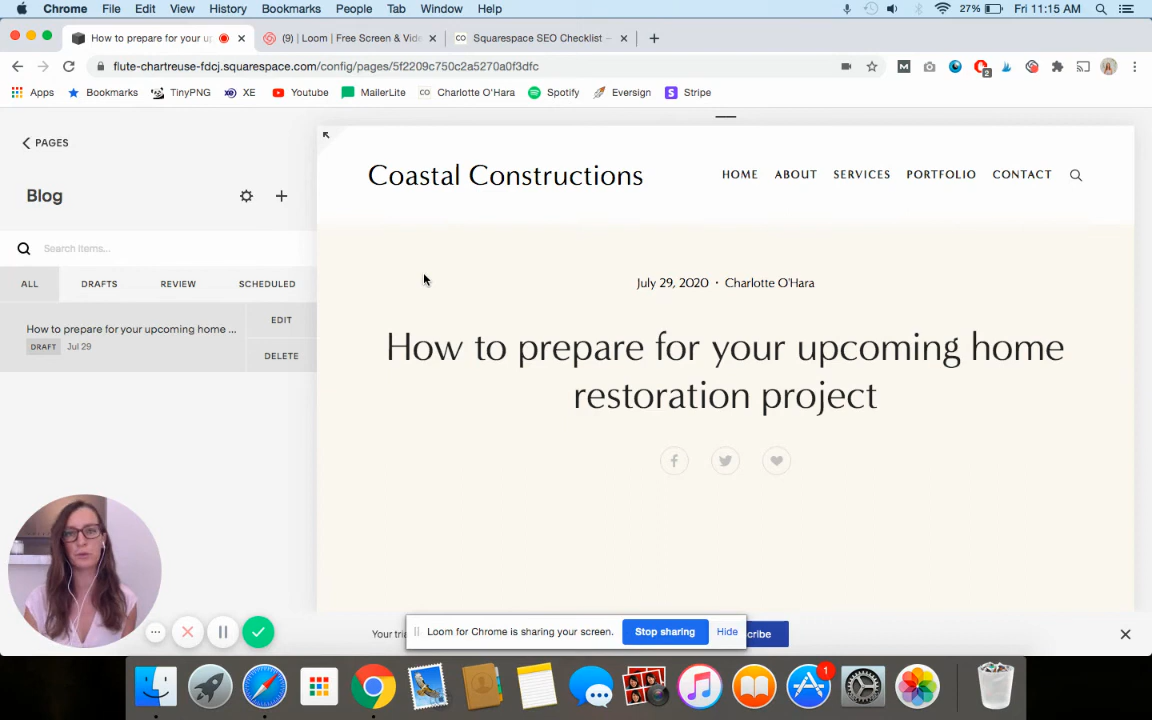 Chrome File Edit View History Bookmarks People Tab Window Help 27% Fri 11:15 AM
How to prepare for your up (9) | Loom | Free Screen & Vide Squarespace SEO Checklist –
flute-chartreuse-fdcj.squarespace.com/config/pages/5f2209c750c2a5270a0f3dfc
Apps Bookmarks TinyPNG XE Youtube MailerLite Charlotte O'Hara Spotify Eversign Stripe
PAGES
Blog
Search items...
ALL DRAFTS REVIEW SCHEDULED
How to prepare for your upcoming home ...
DRAFT Jul 29
EDIT
DELETE
Coastal Constructions
HOME ABOUT SERVICES PORTFOLIO CONTACT
July 29, 2020 · Charlotte O'Hara
How to prepare for your upcoming home
restoration project
Your
Loom for Chrome is sharing your screen. Stop sharing Hide